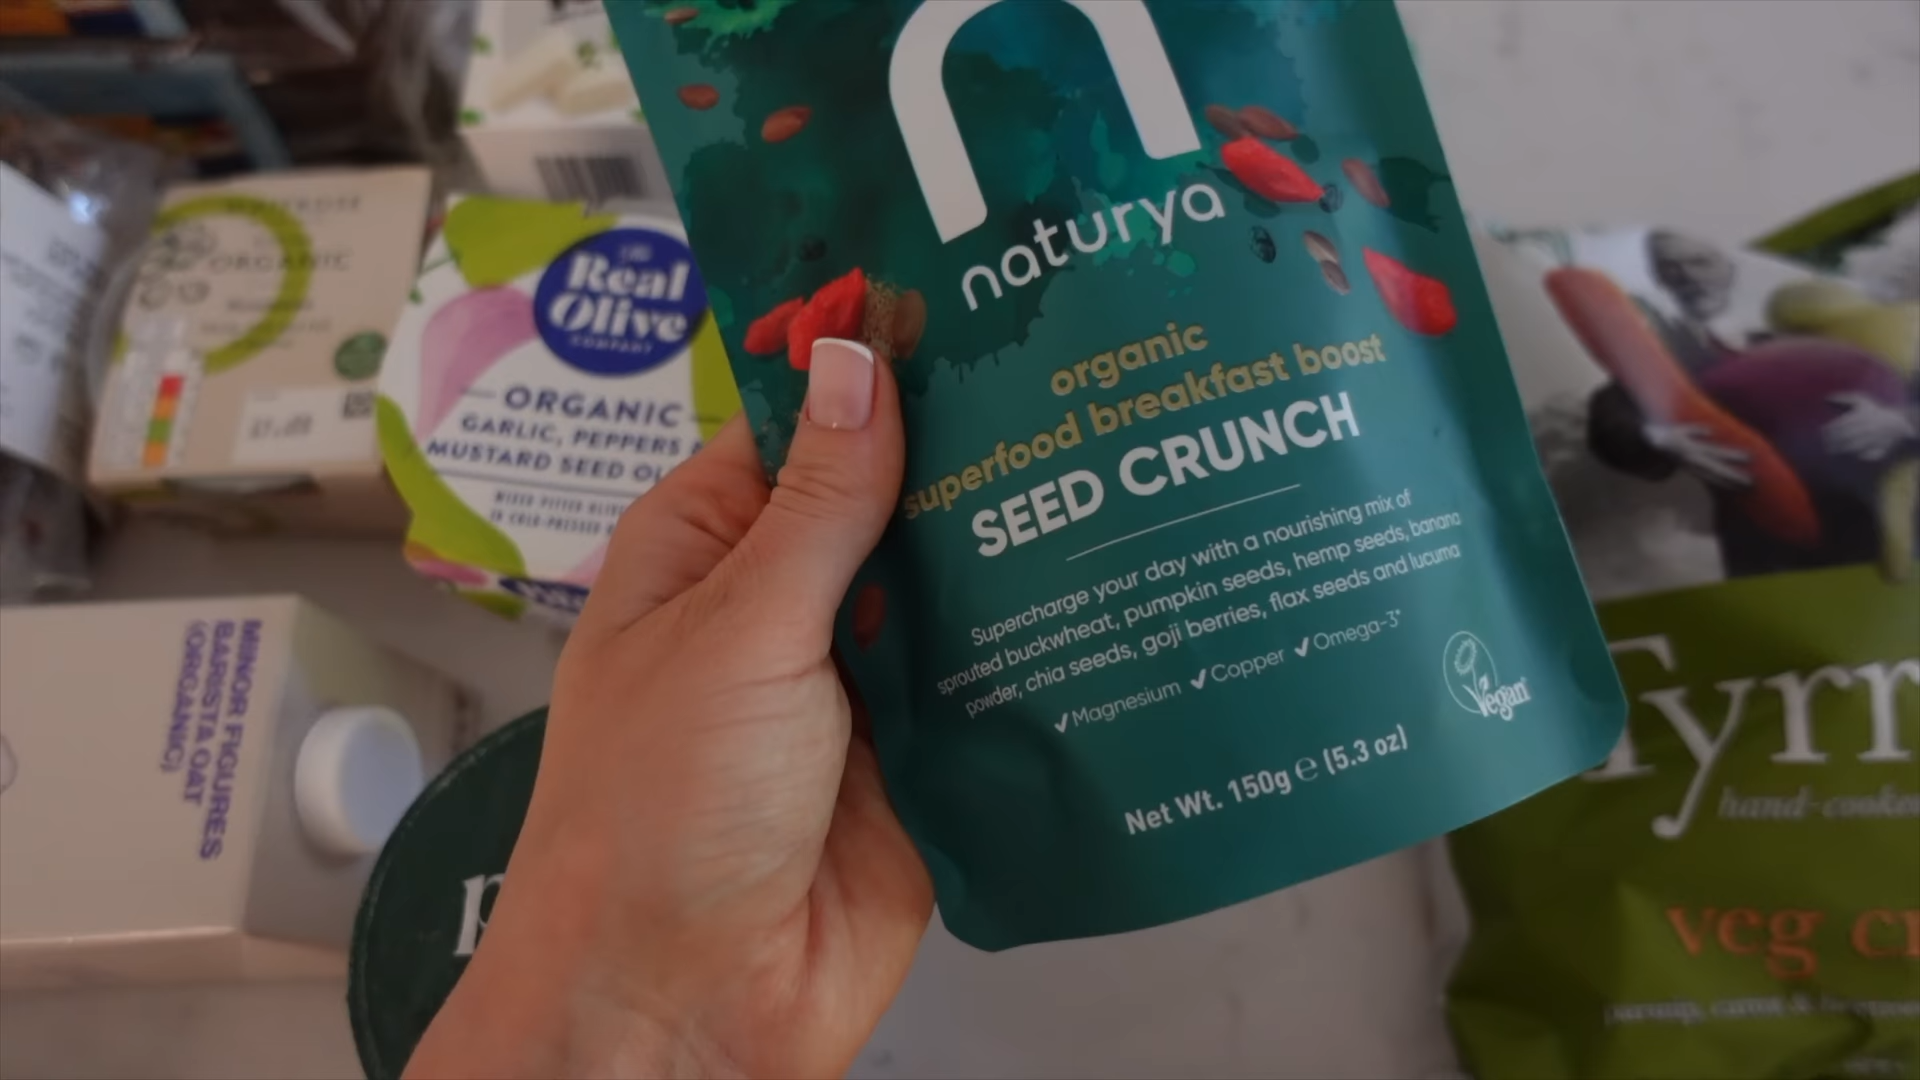 naturya
organic
superfood breakfast boost
SEED CRUNCH
Supercharge your day with a nourishing mix of
sprouted buckwheat, pumpkin seeds, hemp seeds, banana
powder, chia seeds, goji berries, flax seeds and lucuma
✓Magnesium ✓Copper ✓Omega-3*
Vegan
Net Wt. 150g ℮ (5.3 oz)
ORGANIC
THE
Real
Olive
COMPANY
ORGANIC
GARLIC, PEPPERS &
MUSTARD SEED OL
MINOR FIGURES
BARISTA OAT
(ORGANIC)
p
Tyrr
hand-cooke
veg cr